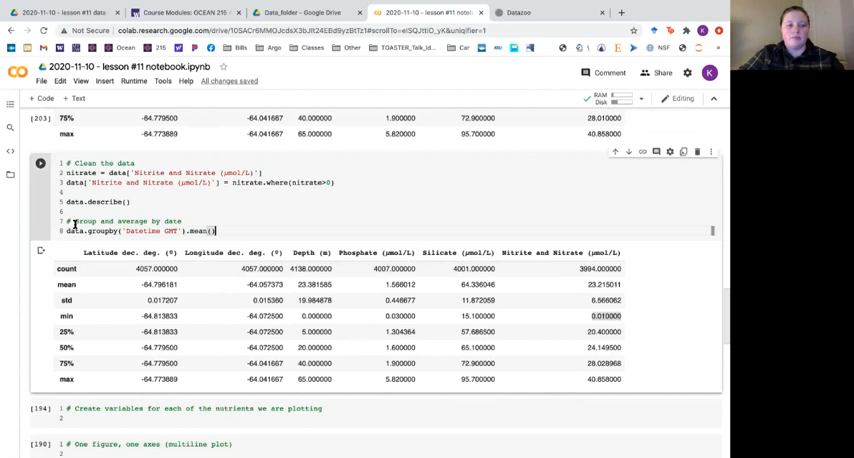 2020-11-10 - lesson #11 data
Course Modules: OCEAN 215 A
Data_folder - Google Drive
2020-11-10 - lesson #11 note
Datazoo
Not Secure
colab.research.google.com/drive/
Ocean
215
Bills
Argo
Classes
Other
TOASTER_Talk_Id...
Car
NSF
2020-11-10 - lesson #11 notebook.ipynb
File Edit View Insert Runtime Tools Help All changes saved
Comment
Share
K
+ Code + Text
RAM
Disk
Editing
[203]
75% -64.779500 -64.041667 40.000000 1.900000 72.900000 28.010000
max -64.773889 -64.041667 65.000000 5.820000 95.700000 40.858000
1 # Clean the data
2 nitrate = data['Nitrite and Nitrate (µmol/L)']
3 data['Nitrite and Nitrate (µmol/L)'] = nitrate.where(nitrate>0)
4
5 data.describe()
6
7 # Group and average by date
8 data.groupby('Datetime GMT').mean()
Latitude dec. deg. (º) Longitude dec. deg. (º) Depth (m) Phosphate (µmol/L) Silicate (µmol/L) Nitrite and Nitrate (µmol/L)
count 4057.000000 4057.000000 4138.000000 4007.000000 4001.000000 3994.000000
mean -64.796181 -64.057373 23.381585 1.566012 64.336046 23.215011
std 0.017207 0.015360 19.984878 0.446677 11.872059 6.566062
min -64.813833 -64.072500 0.000000 0.030000 15.100000 0.010000
25% -64.813833 -64.072500 5.000000 1.304364 57.686500 20.400000
50% -64.779500 -64.072500 20.000000 1.600000 65.100000 24.149500
75% -64.779500 -64.041667 40.000000 1.900000 72.900000 28.028968
max -64.773889 -64.041667 65.000000 5.820000 95.700000 40.858000
[194]
1 # Create variables for each of the nutrients we are plotting
2
[190]
1 # One figure, one axes (multiline plot)
2